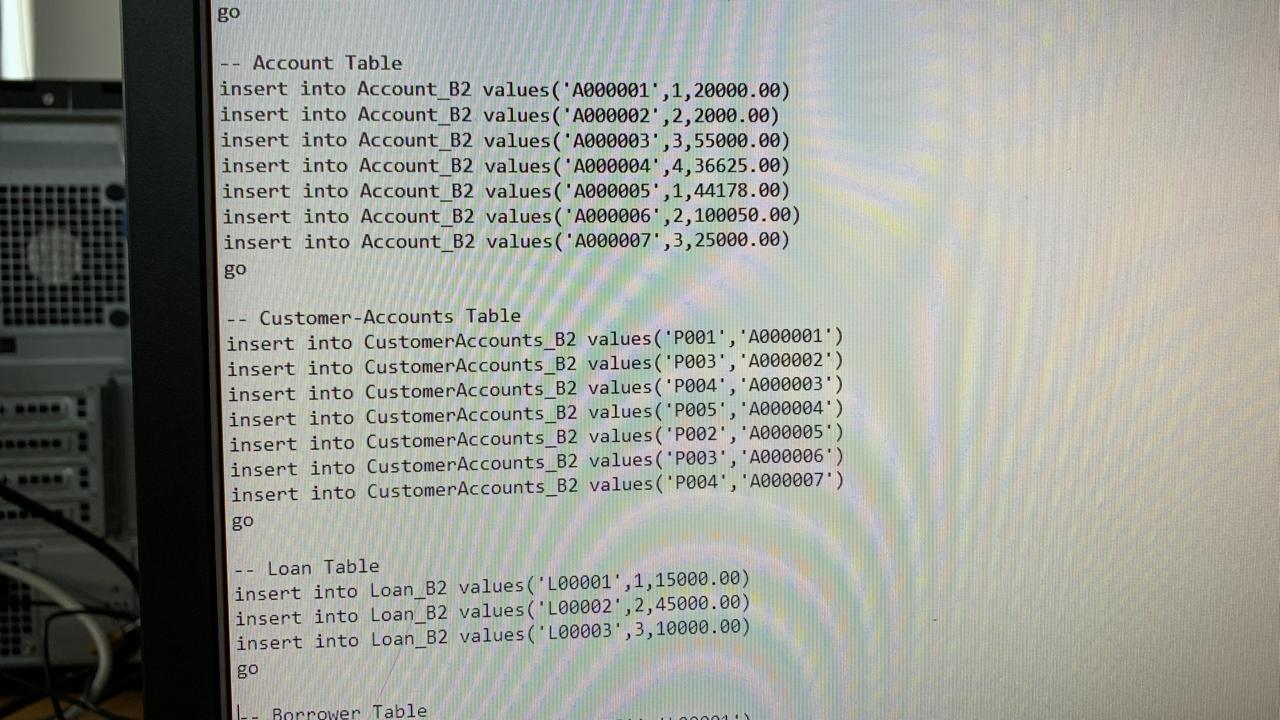 go
-- Account Table
insert into Account_B2 values('A000001',1,20000.00)
insert into Account_B2 values('A000002',2,2000.00)
insert into Account_B2 values('A000003',3,55000.00)
insert into Account_B2 values('A000004',4,36625.00)
insert into Account_B2 values('A000005',1,44178.00)
insert into Account_B2 values('A000006',2,100050.00)
insert into Account_B2 values('A000007',3,25000.00)
go
-- Customer-Accounts Table
insert into CustomerAccounts_B2 values('P001','A000001')
insert into CustomerAccounts_B2 values('P003','A000002')
insert into CustomerAccounts_B2 values('P004','A000003')
insert into CustomerAccounts_B2 values('P005','A000004')
insert into CustomerAccounts_B2 values('P002','A000005')
insert into CustomerAccounts_B2 values('P003','A000006')
insert into CustomerAccounts_B2 values('P004','A000007')
go
-- Loan Table
insert into Loan_B2 values('L00001',1,15000.00)
insert into Loan_B2 values('L00002',2,45000.00)
insert into Loan_B2 values('L00003',3,10000.00)
go
-- Borrower Table